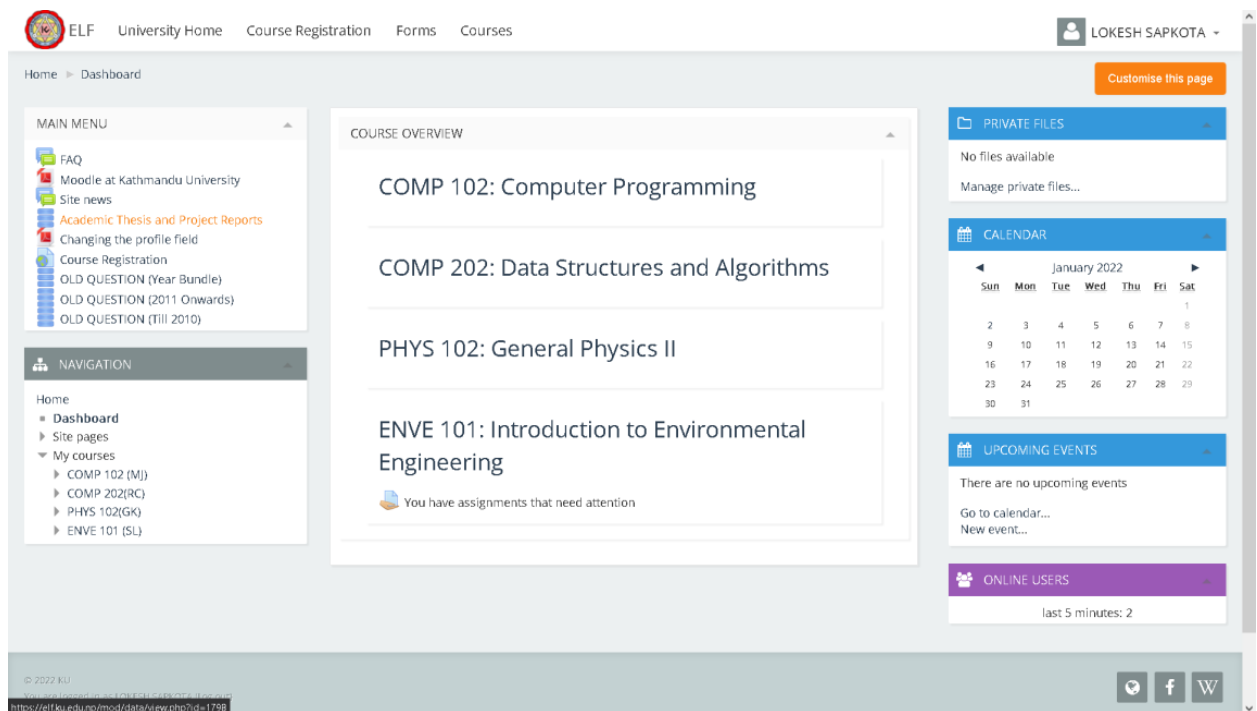 ELF University Home Course Registration Forms Courses LOKESH SAPKOTA
Home Dashboard
Customise this page
MAIN MENU
FAQ
Moodle at Kathmandu University
Site news
Academic Thesis and Project Reports
Changing the profile field
Course Registration
OLD QUESTION (Year Bundle)
OLD QUESTION (2011 Onwards)
OLD QUESTION (Till 2010)
NAVIGATION
Home
Dashboard
Site pages
My courses
COMP 102 (MJ)
COMP 202(RC)
PHYS 102(GK)
ENVE 101 (SL)
COURSE OVERVIEW
COMP 102: Computer Programming
COMP 202: Data Structures and Algorithms
PHYS 102: General Physics II
ENVE 101: Introduction to Environmental
Engineering
You have assignments that need attention
PRIVATE FILES
No files available
Manage private files...
CALENDAR
January 2022
Sun Mon Tue Wed Thu Fri Sat
1
2 3 4 5 6 7 8
9 10 11 12 13 14 15
16 17 18 19 20 21 22
23 24 25 26 27 28 29
30 31
UPCOMING EVENTS
There are no upcoming events
Go to calendar...
New event...
ONLINE USERS
last 5 minutes: 2
© 2022 KU
You are logged in as LOKESH SAPKOTA (Log out)
https://elf.ku.edu.np/mod/data/view.php?id=1798
W